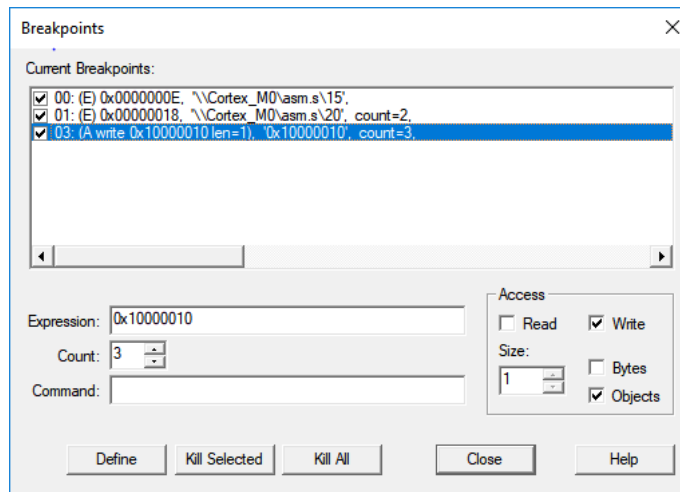 Breakpoints
Current Breakpoints:
00: (E) 0x0000000E, '\\Cortex_M0\asm.s\15',
01: (E) 0x00000018, '\\Cortex_M0\asm.s\20', count=2,
03: (A write 0x10000010 len=1), '0x10000010', count=3,
Expression: 0x10000010
Count: 3
Command:
Access
Read Write
Size:
1
Bytes
Objects
Define Kill Selected Kill All Close Help